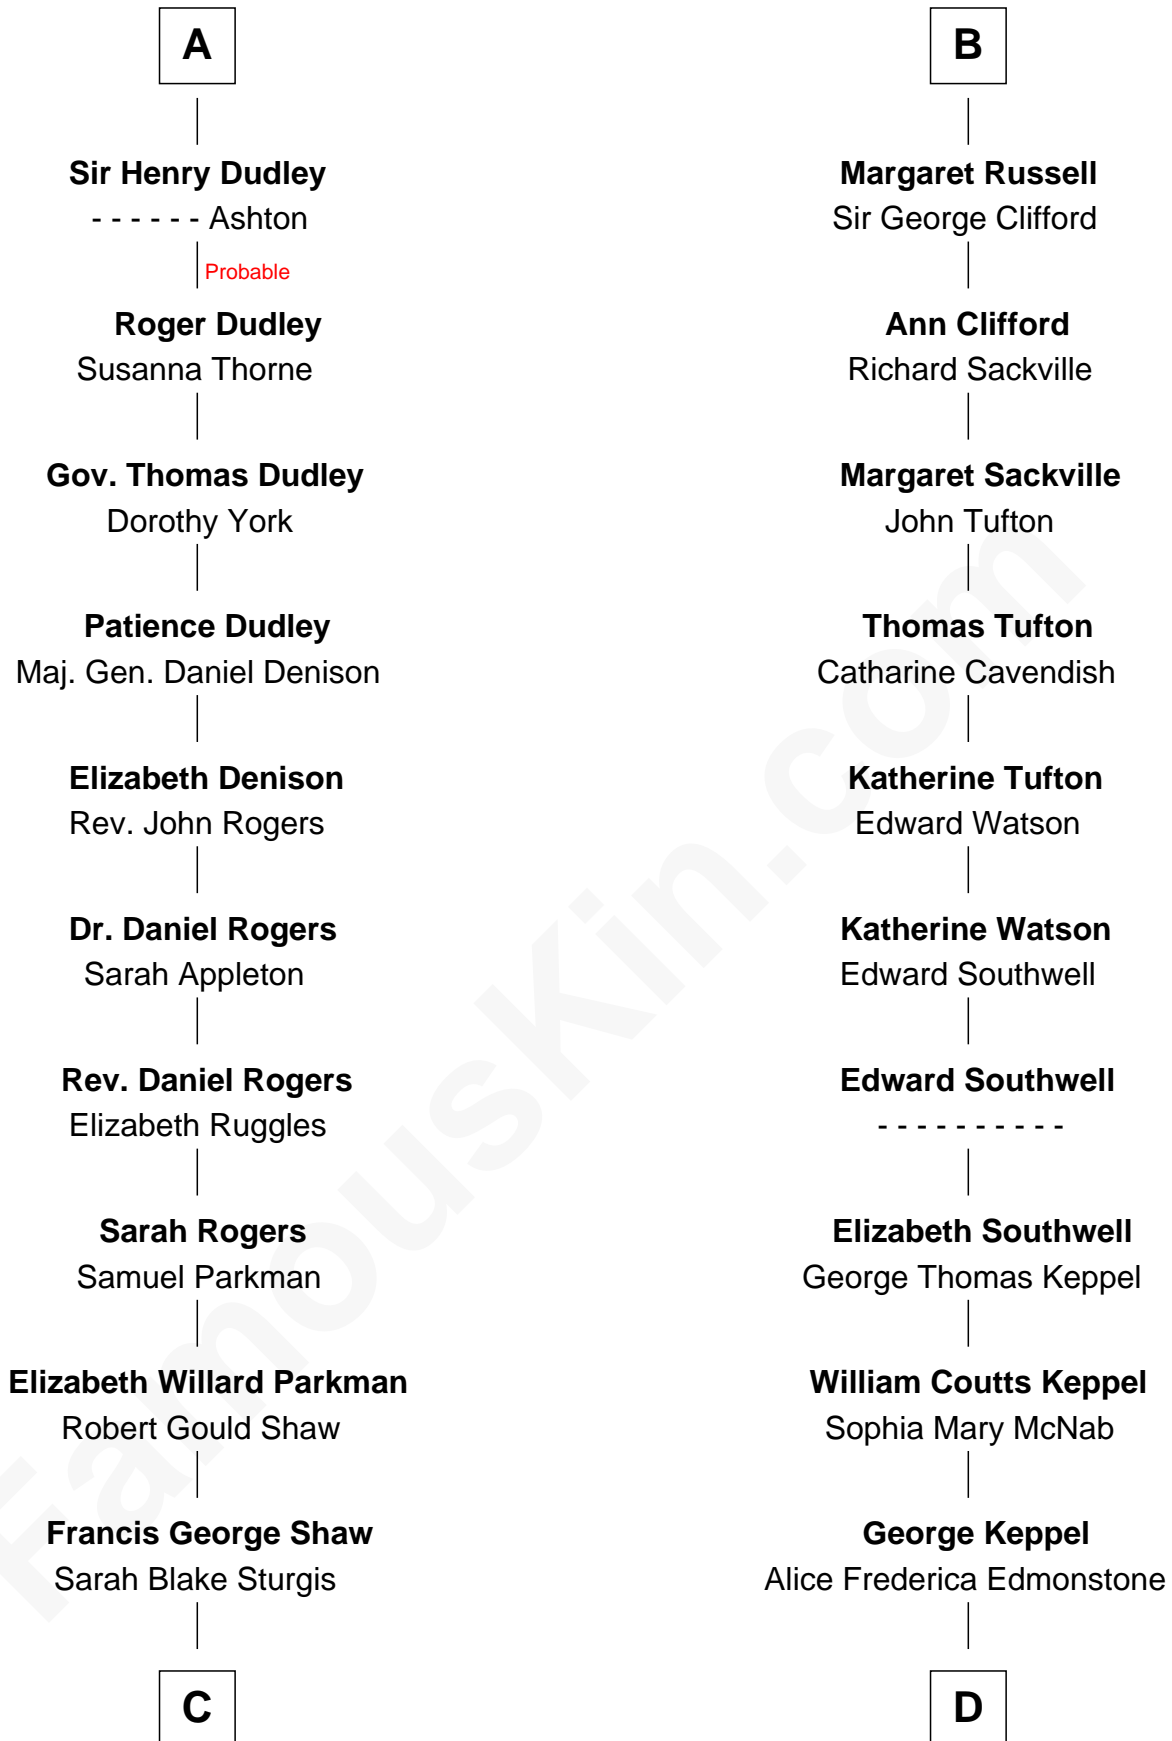 A
Sir Henry Dudley
- - - - - - Ashton
Probable
Roger Dudley
Susanna Thorne
Gov. Thomas Dudley
Dorothy York
Patience Dudley
Maj. Gen. Daniel Denison
Elizabeth Denison
Rev. John Rogers
Dr. Daniel Rogers
Sarah Appleton
Rev. Daniel Rogers
Elizabeth Ruggles
Sarah Rogers
Samuel Parkman
Elizabeth Willard Parkman
Robert Gould Shaw
Francis George Shaw
Sarah Blake Sturgis
C
B
Margaret Russell
Sir George Clifford
Ann Clifford
Richard Sackville
Margaret Sackville
John Tufton
Thomas Tufton
Catharine Cavendish
Katherine Tufton
Edward Watson
Katherine Watson
Edward Southwell
Edward Southwell
- - - - - - - - - -
Elizabeth Southwell
George Thomas Keppel
William Coutts Keppel
Sophia Mary McNab
George Keppel
Alice Frederica Edmonstone
D
FamousKin.com